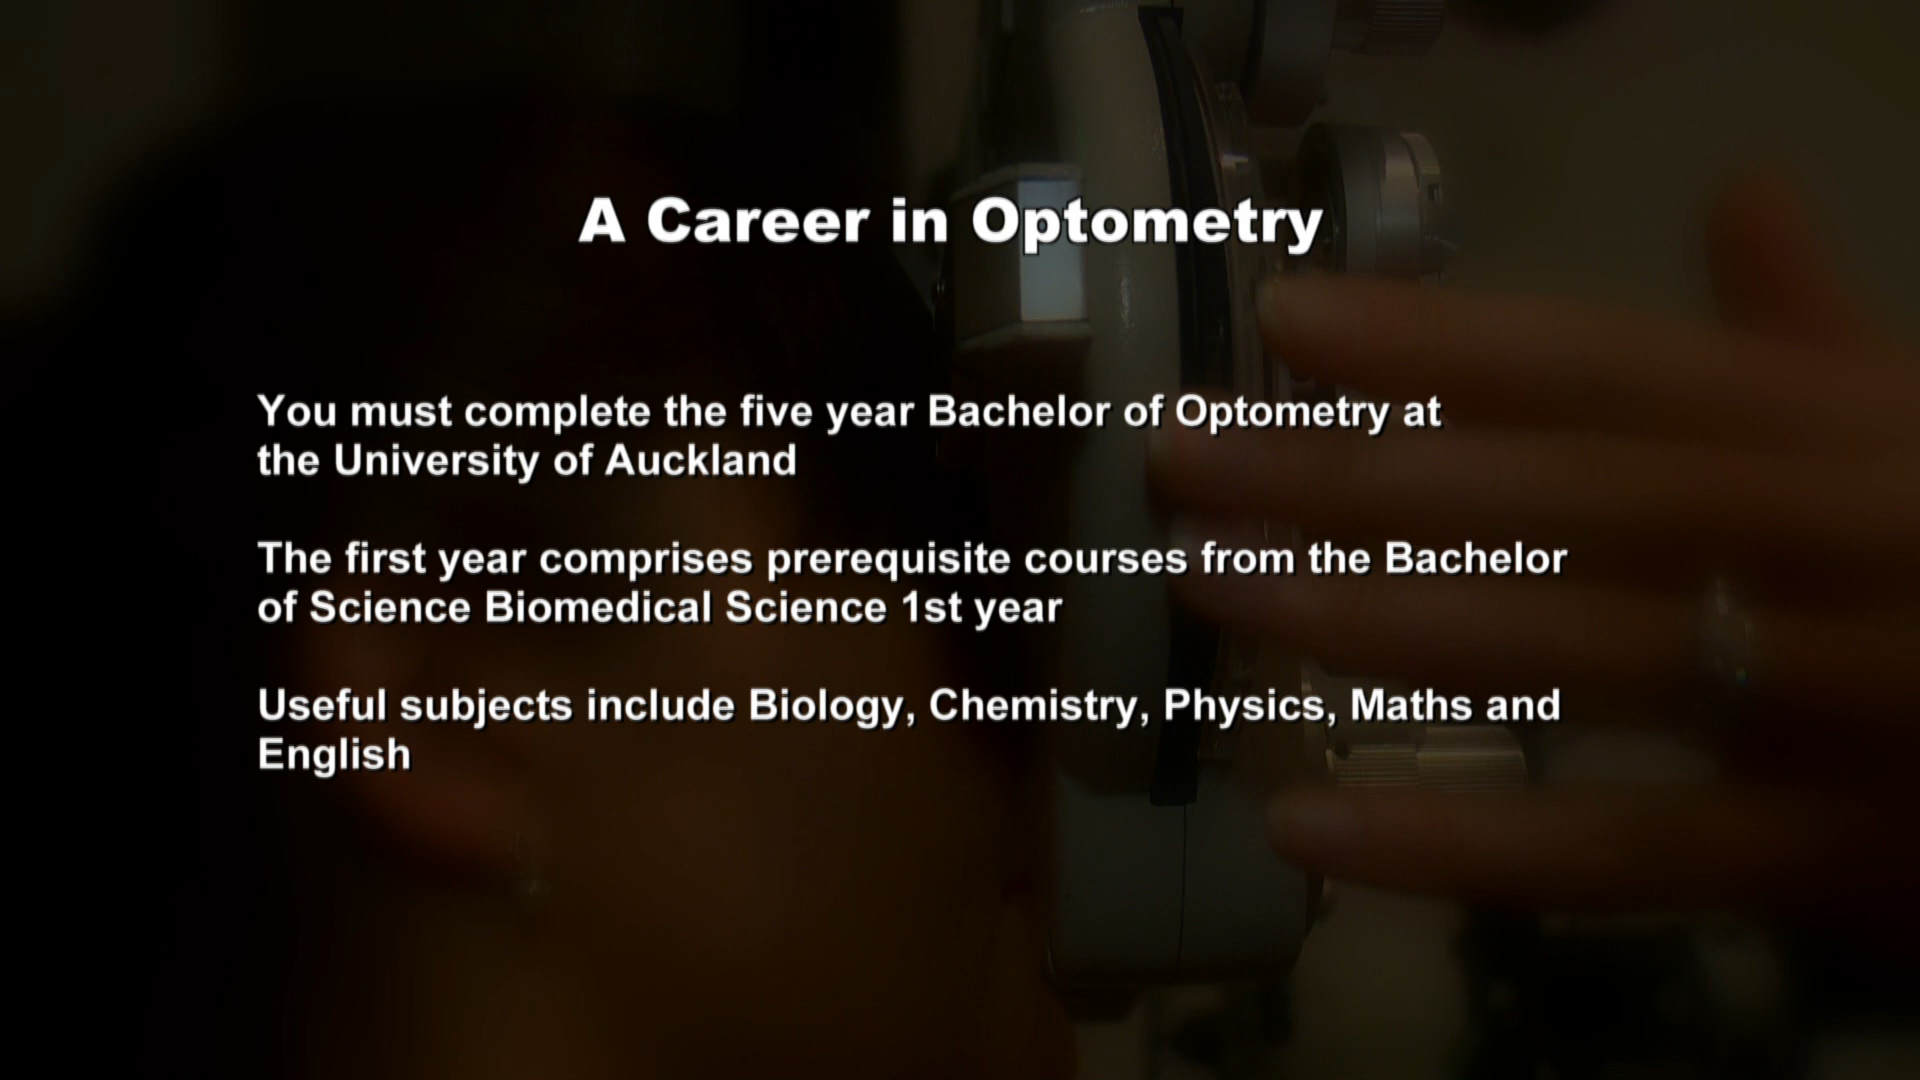 A Career in Optometry
You must complete the five year Bachelor of Optometry at
the University of Auckland
The first year comprises prerequisite courses from the Bachelor
of Science Biomedical Science 1st year
Useful subjects include Biology, Chemistry, Physics, Maths and
English